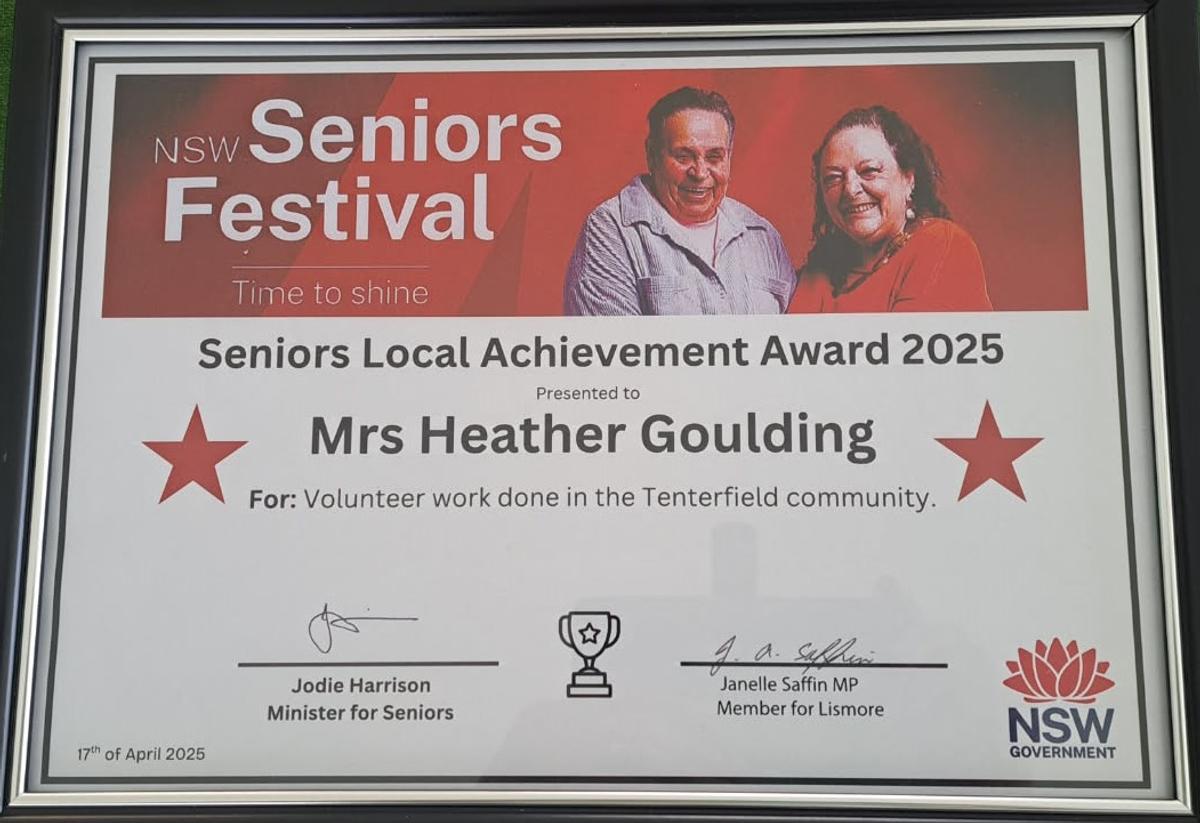 NSW Seniors
Festival
Time to shine
Seniors Local Achievement Award 2025
Presented to
Mrs Heather Goulding
For: Volunteer work done in the Tenterfield community.
J. A. Saffin
Jodie Harrison
Minister for Seniors
Janelle Saffin MP
Member for Lismore
NSW
GOVERNMENT
17th of April 2025